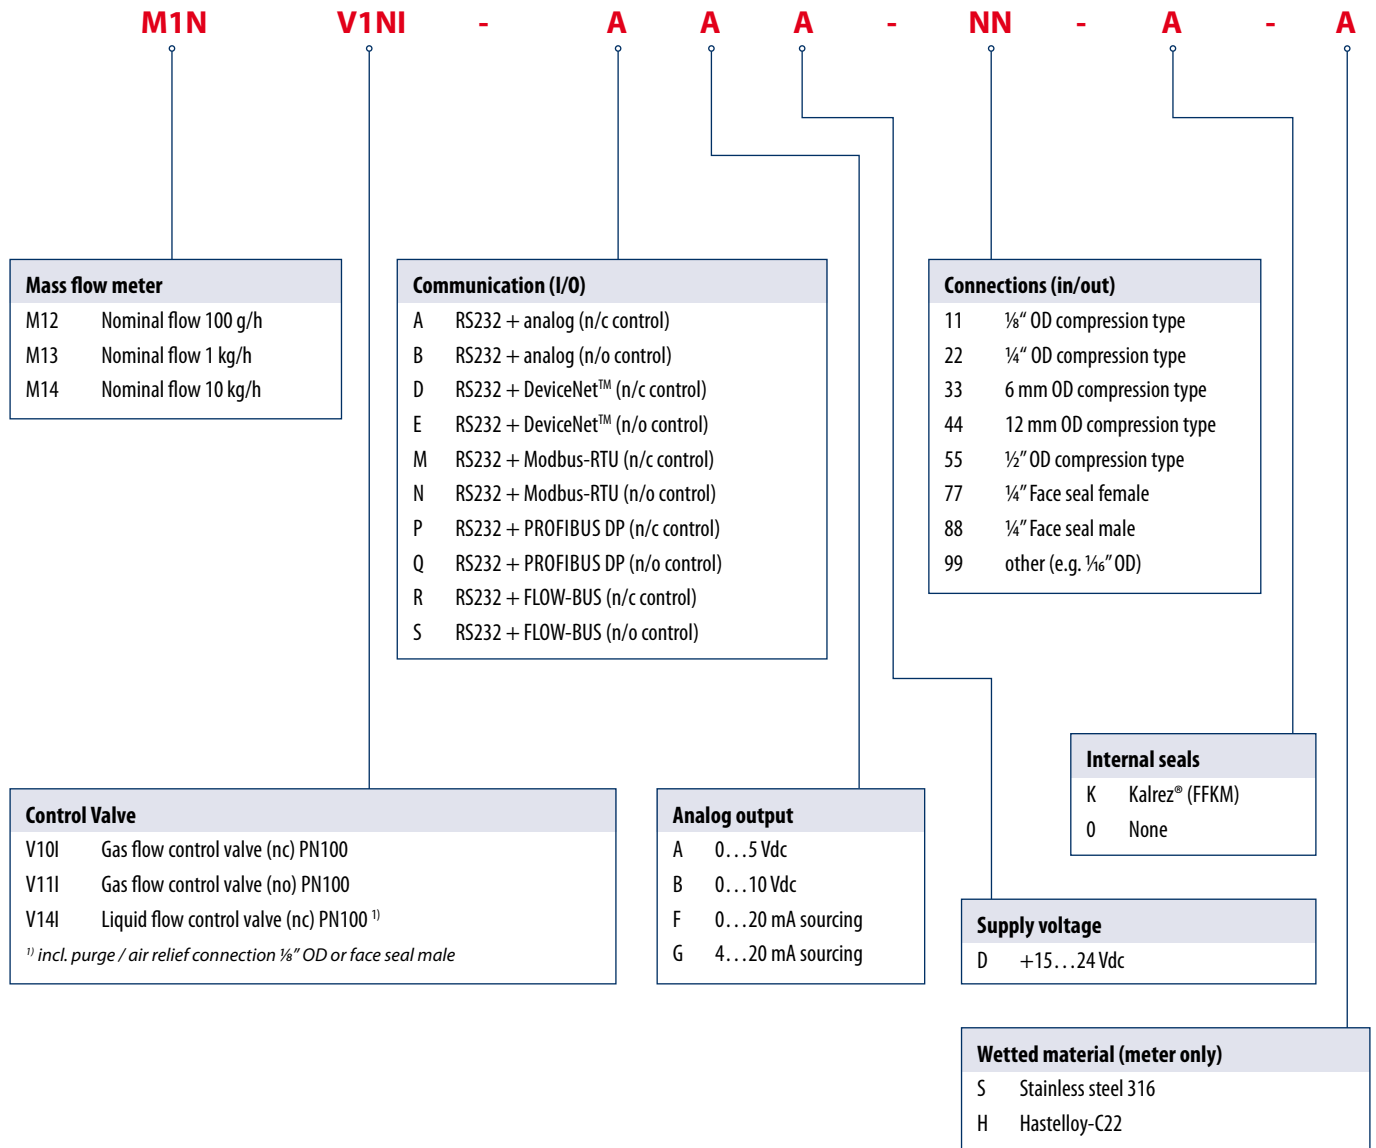 M1N V1NI - A A A - NN - A - A
Mass flow meter
M12 Nominal flow 100 g/h
M13 Nominal flow 1 kg/h
M14 Nominal flow 10 kg/h
Communication (I/O)
A RS232 + analog (n/c control)
B RS232 + analog (n/o control)
D RS232 + DeviceNet™ (n/c control)
E RS232 + DeviceNet™ (n/o control)
M RS232 + Modbus-RTU (n/c control)
N RS232 + Modbus-RTU (n/o control)
P RS232 + PROFIBUS DP (n/c control)
Q RS232 + PROFIBUS DP (n/o control)
R RS232 + FLOW-BUS (n/c control)
S RS232 + FLOW-BUS (n/o control)
Connections (in/out)
11 ⅛“ OD compression type
22 ¼“ OD compression type
33 6 mm OD compression type
44 12 mm OD compression type
55 ½” OD compression type
77 ¼” Face seal female
88 ¼” Face seal male
99 other (e.g. 1⁄16” OD)
Control Valve
V10I Gas flow control valve (nc) PN100
V11I Gas flow control valve (no) PN100
V14I Liquid flow control valve (nc) PN100 ¹⁾
¹⁾ incl. purge / air relief connection ⅛” OD or face seal male
Analog output
A 0…5 Vdc
B 0…10 Vdc
F 0…20 mA sourcing
G 4…20 mA sourcing
Internal seals
K Kalrez® (FFKM)
0 None
Supply voltage
D +15…24 Vdc
Wetted material (meter only)
S Stainless steel 316
H Hastelloy-C22